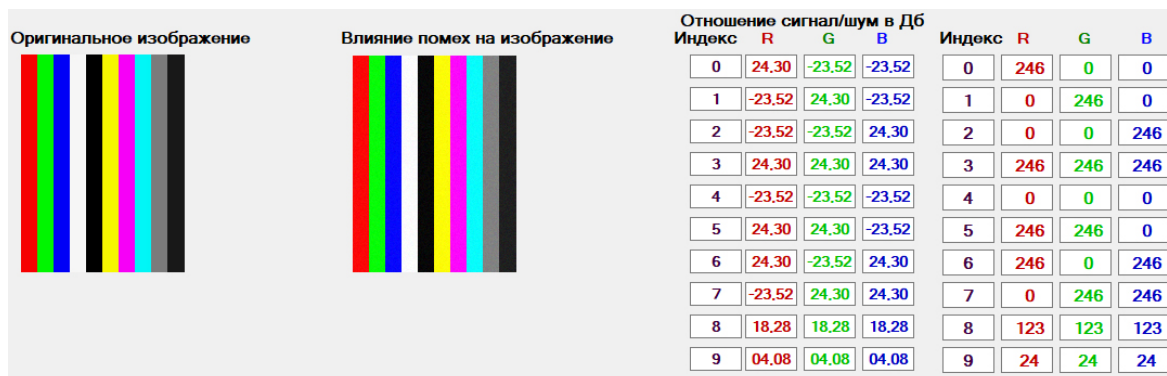 Отношение сигнал/шум в Дб
Оригинальное изображение Влияние помех на изображение Индекс R G B Индекс R G B
0 24,30 -23,52 -23,52 0 246 0 0
1 -23,52 24,30 -23,52 1 0 246 0
2 -23,52 -23,52 24,30 2 0 0 246
3 24,30 24,30 24,30 3 246 246 246
4 -23,52 -23,52 -23,52 4 0 0 0
5 24,30 24,30 -23,52 5 246 246 0
6 24,30 -23,52 24,30 6 246 0 246
7 -23,52 24,30 24,30 7 0 246 246
8 18,28 18,28 18,28 8 123 123 123
9 04,08 04,08 04,08 9 24 24 24